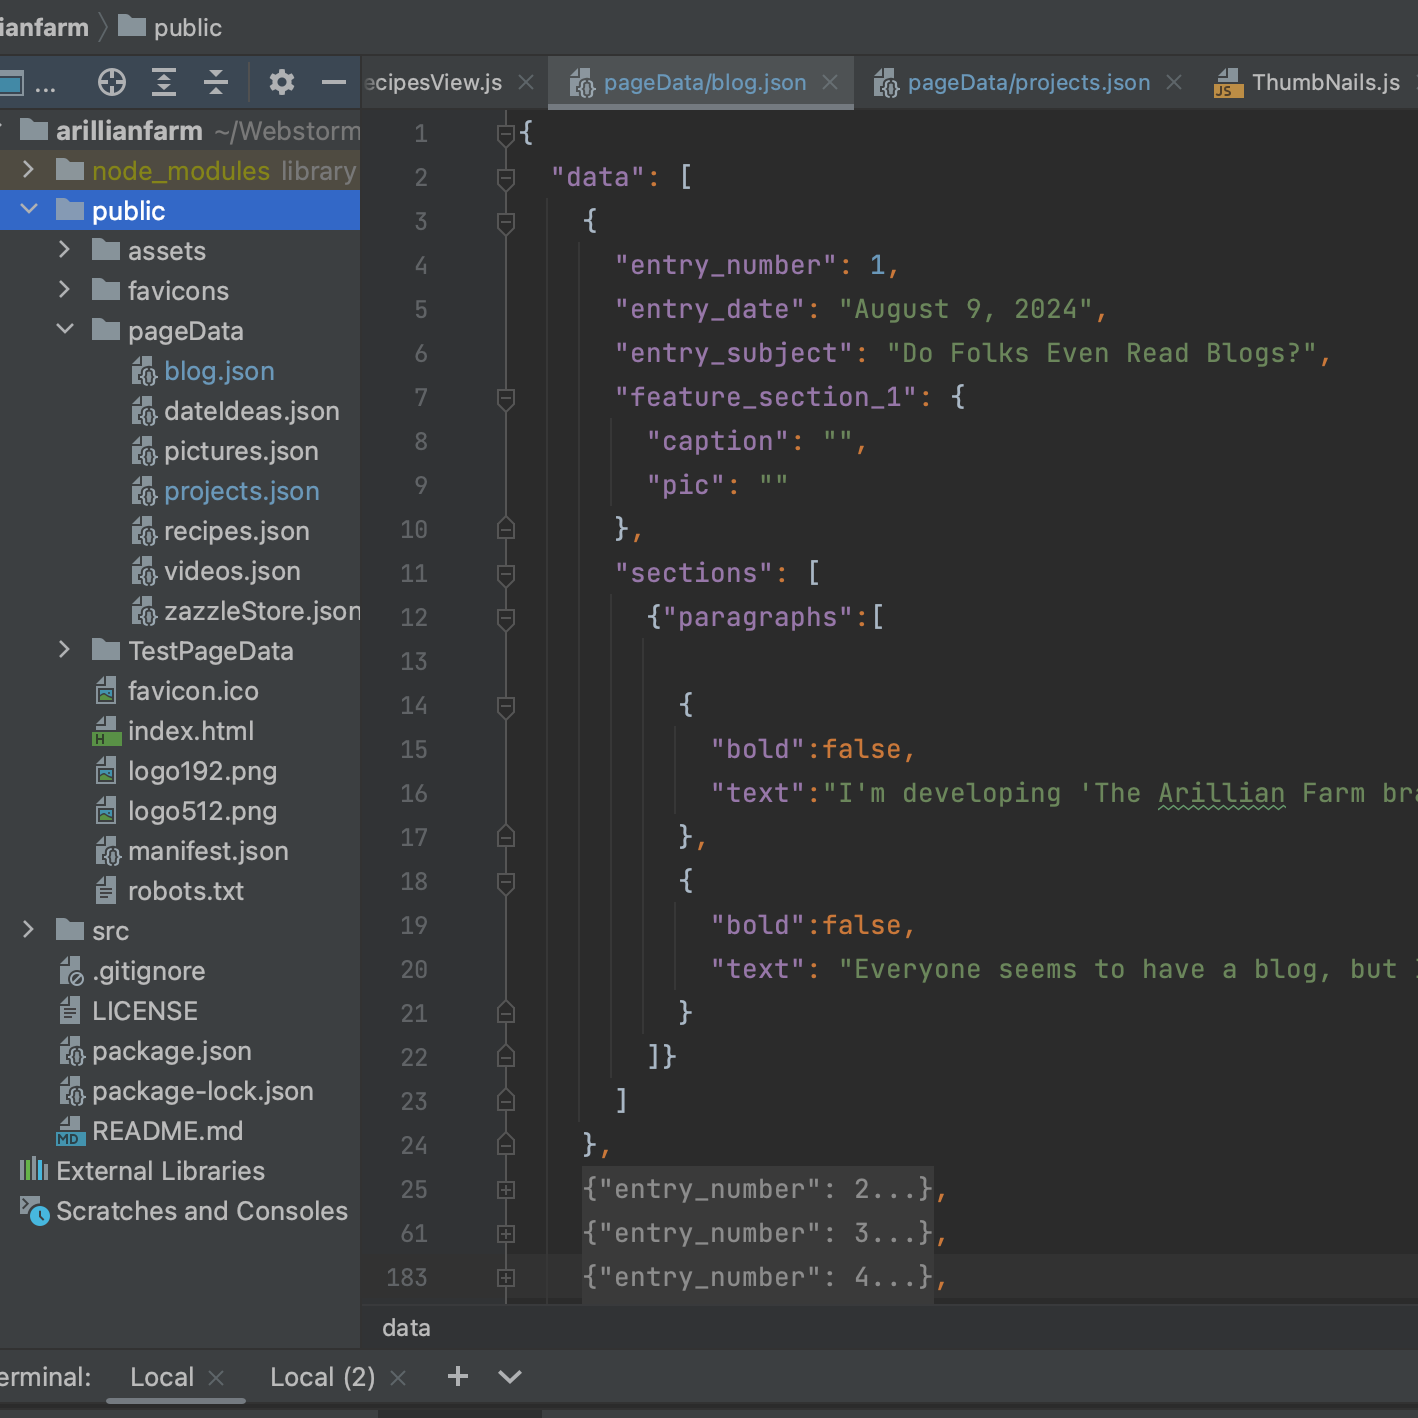 ianfarm public
... ecipesView.js pageData/blog.json pageData/projects.json ThumbNails.js
arillianfarm ~/Webstorm
node_modules library
public
assets
favicons
pageData
blog.json
dateIdeas.json
pictures.json
projects.json
recipes.json
videos.json
zazzleStore.json
TestPageData
favicon.ico
index.html
logo192.png
logo512.png
manifest.json
robots.txt
src
.gitignore
LICENSE
package.json
package-lock.json
README.md
External Libraries
Scratches and Consoles
1 {
2 "data": [
3 {
4 "entry_number": 1,
5 "entry_date": "August 9, 2024",
6 "entry_subject": "Do Folks Even Read Blogs?",
7 "feature_section_1": {
8 "caption": "",
9 "pic": ""
10 },
11 "sections": [
12 {"paragraphs":[
13
14 {
15 "bold":false,
16 "text":"I'm developing 'The Arillian Farm bra
17 },
18 {
19 "bold":false,
20 "text": "Everyone seems to have a blog, but
21 }
22 ]}
23 ]
24 },
25 {"entry_number": 2...},
61 {"entry_number": 3...},
183 {"entry_number": 4...},
data
erminal: Local Local (2)